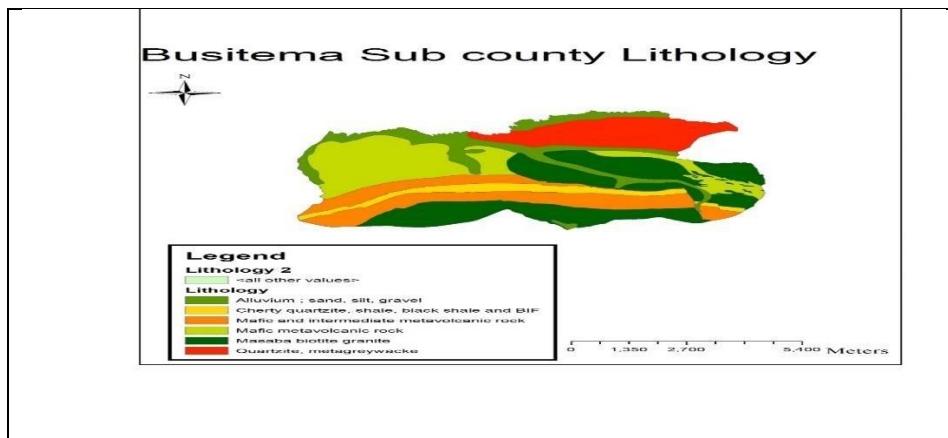 Busitema Sub county Lithology
N
Legend
Lithology 2
<all other values>
Lithology
Alluvium ; sand, silt, gravel
Cherty quartzite, shale, black shale and BIF
Mafic and intermediate metavolcanic rock
Mafic metavolcanic rock
Masaba biotite granite
Quartzite, metagreywacke
0 1,350 2,700 5,400 Meters